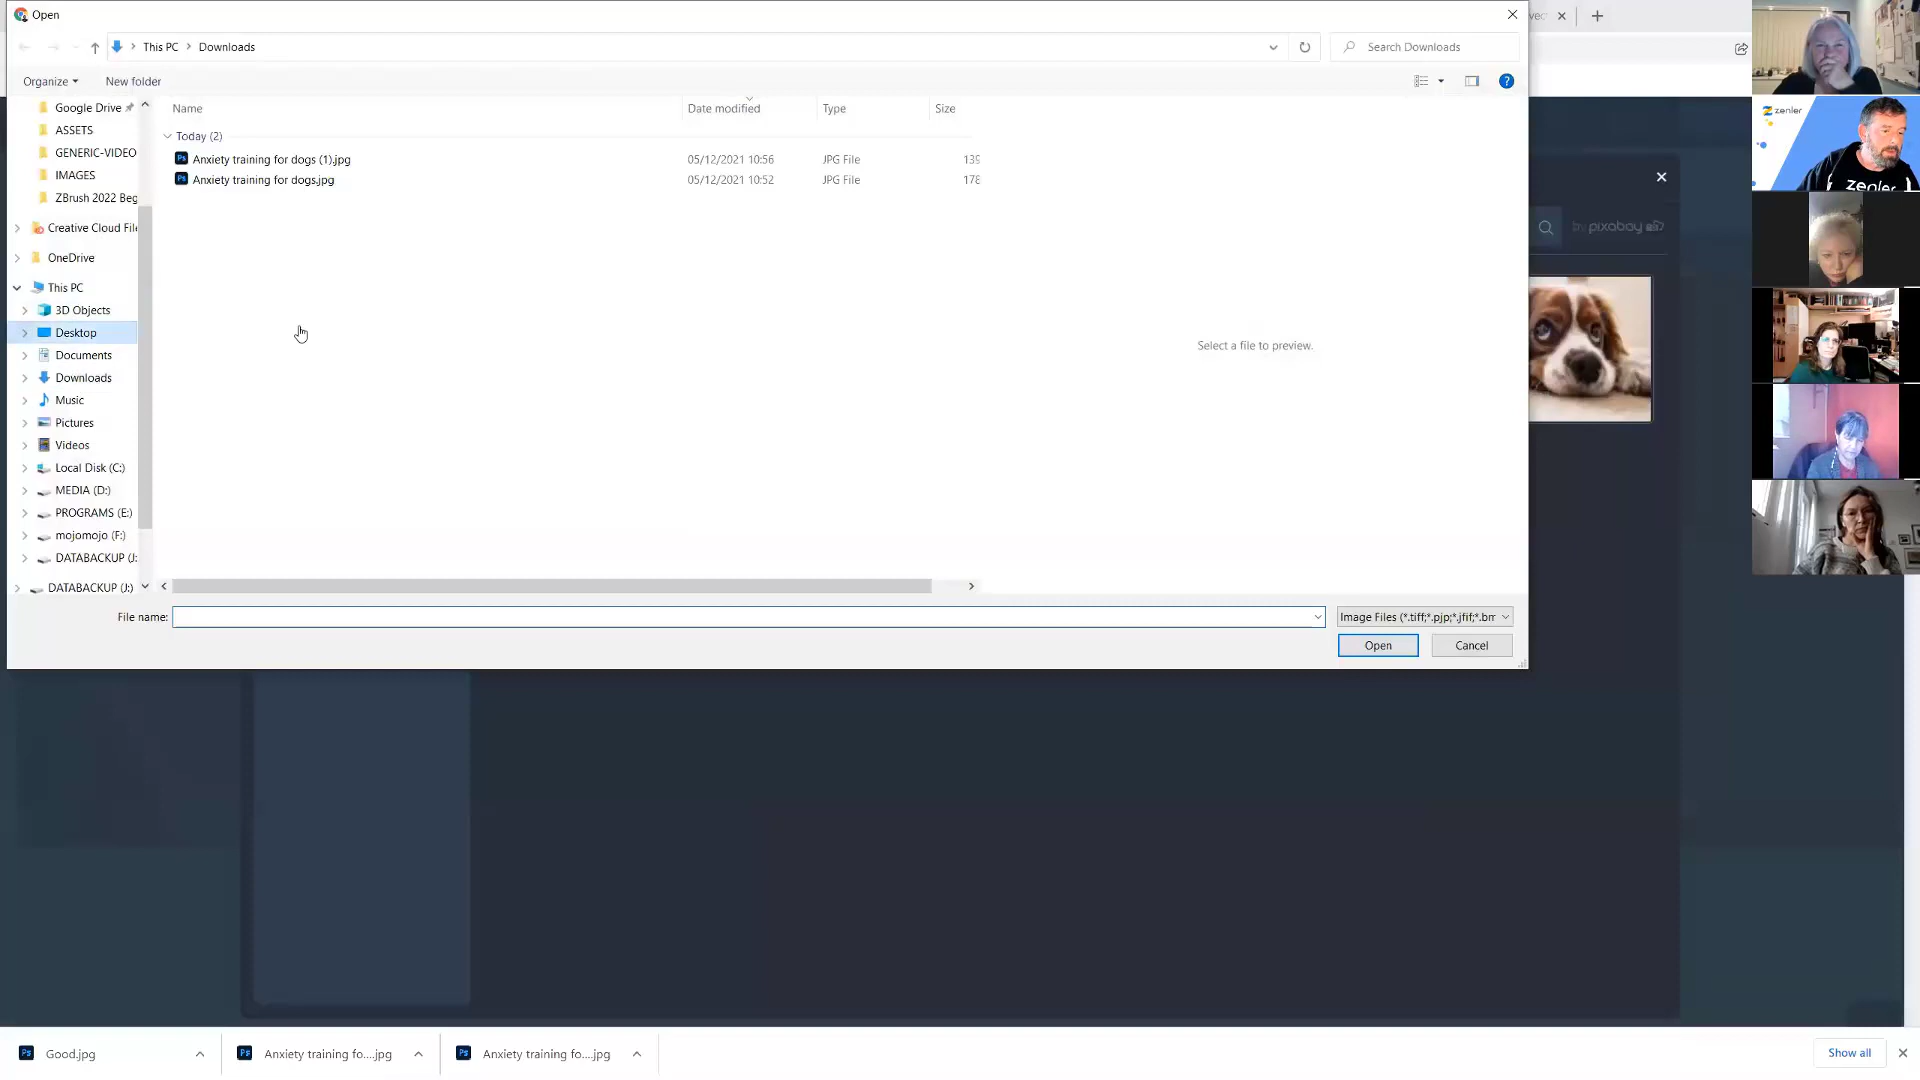 Open
This PC
Downloads
Search Downloads
Organize
New folder
Google Drive
ASSETS
GENERIC-VIDEO
IMAGES
ZBrush 2022 Beg
Creative Cloud File
OneDrive
This PC
3D Objects
Desktop
Documents
Downloads
Music
Pictures
Videos
Local Disk (C:)
MEDIA (D:)
PROGRAMS (E:)
mojomojo (F:)
DATABACKUP (J:
DATABACKUP (J:)
Name
Date modified
Type
Size
Today (2)
Anxiety training for dogs (1).jpg 05/12/2021 10:56 JPG File 139
Anxiety training for dogs.jpg 05/12/2021 10:52 JPG File 178
Select a file to preview.
File name:
Image Files (*.tiff;*.pjp;*.jfif;*.bm
Open
Cancel
by pixabay
zenler
zenler
Good.jpg
Anxiety training fo....jpg
Anxiety training fo....jpg
Show all